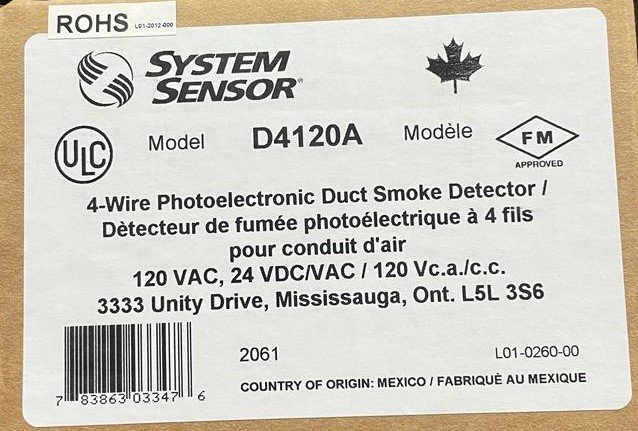 ROHS L01-2012-000
SYSTEM
SENSOR®
ULC
Model D4120A Modèle
FM
APPROVED
4-Wire Photoelectronic Duct Smoke Detector /
Dètecteur de fumée photoélectrique à 4 fils
pour conduit d'air
120 VAC, 24 VDC/VAC / 120 Vc.a./c.c.
3333 Unity Drive, Mississauga, Ont. L5L 3S6
2061 L01-0260-00
COUNTRY OF ORIGIN: MEXICO / FABRIQUÈ AU MEXIQUE
7 83863 03347 6